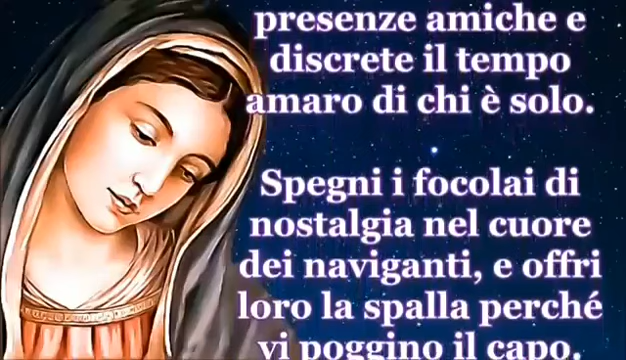 presenze amiche e
discrete il tempo
amaro di chi è solo.
Spegni i focolai di
nostalgia nel cuore
dei naviganti, e offri
loro la spalla perché
vi poggino il capo.